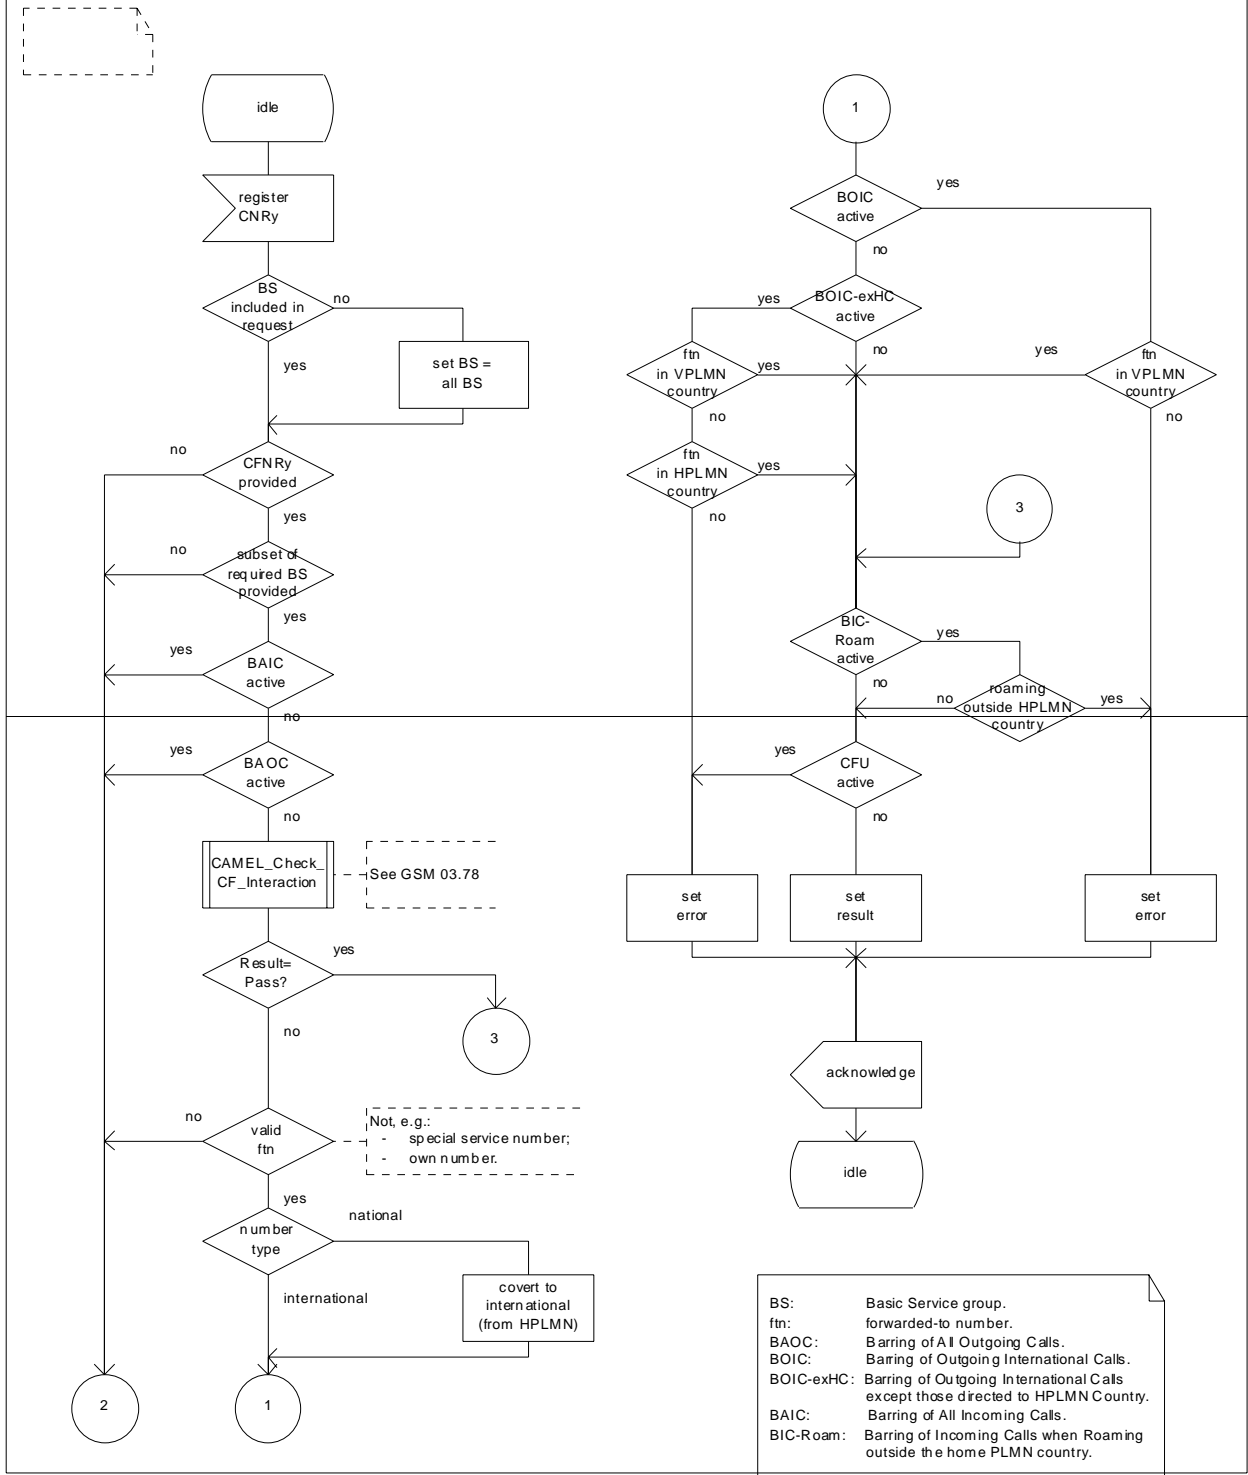 idle
register
CNRy
BS
included in
request
no
yes
set BS =
all BS
no
CFNRy
provided
yes
no
subset of
required BS
provided
yes
yes
BAIC
active
no
yes
BAOC
active
no
CAMEL_Check_
CF_Interaction
See GSM 03.78
Result=
Pass?
yes
no
3
no
valid
ftn
Not, e.g.:
- special service number;
- own number.
yes
number
type
national
international
covert to
international
(from HPLMN)
2
1
1
BOIC
active
yes
no
yes
BOIC-exHC
active
no
ftn
in VPLMN
country
yes
no
yes
ftn
in VPLMN
country
no
ftn
in HPLMN
country
yes
no
3
BIC-
Roam
active
yes
no
no
roaming
outside HPLMN
country
yes
yes
CFU
active
no
set
error
set
result
set
error
acknowledge
idle
BS: Basic Service group.
ftn: forwarded-to number.
BAOC: Barring of All Outgoing Calls.
BOIC: Barring of Outgoing International Calls.
BOIC-exHC: Barring of Outgoing International Calls
except those directed to HPLMN Country.
BAIC: Barring of All Incoming Calls.
BIC-Roam: Barring of Incoming Calls when Roaming
outside the home PLMN country.